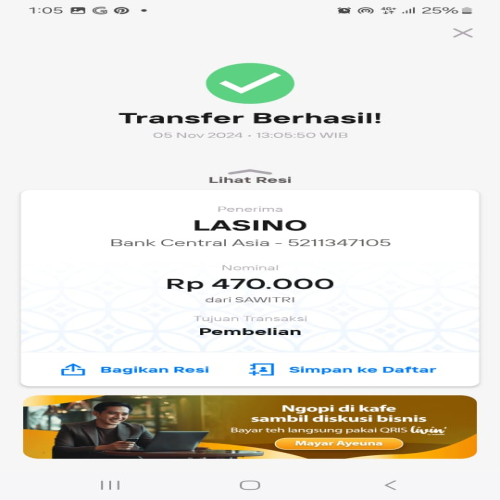 1:05
4G+
25%
Transfer Berhasil!
05 Nov 2024 • 13:05:50 WIB
Lihat Resi
Penerima
LASINO
Bank Central Asia - 5211347105
Nominal
Rp 470.000
dari SAWITRI
Tujuan Transaksi
Pembelian
Bagikan Resi
Simpan ke Daftar
Ngopi di kafe
sambil diskusi bisnis
Bayar teh langsung pakai QRIS livin'
Mayar Ayeuna